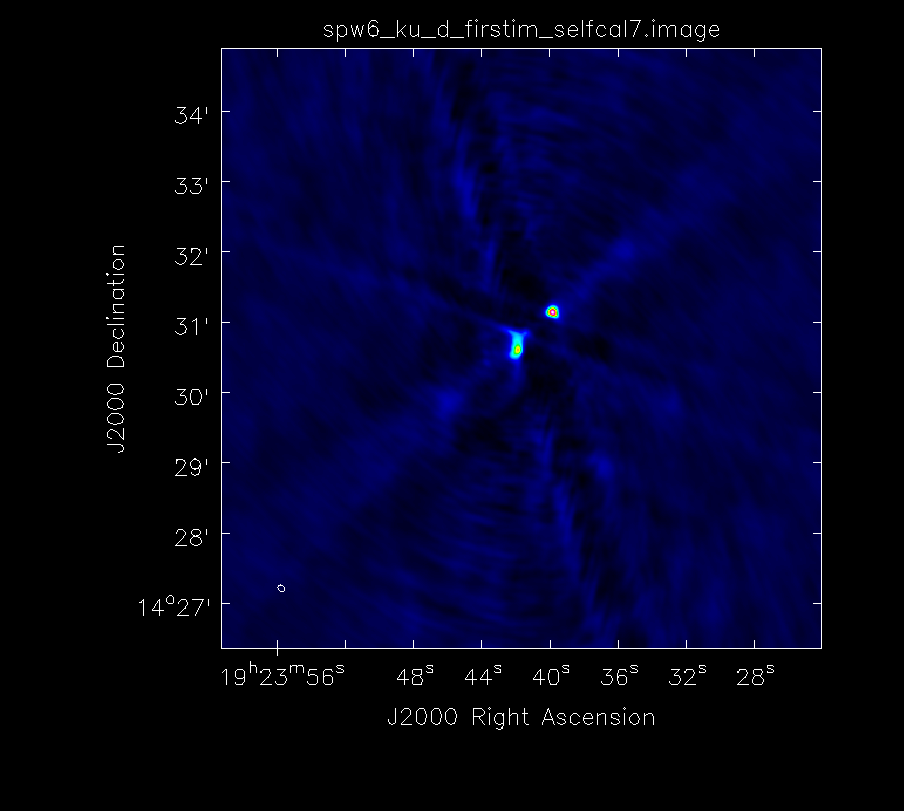 spw6_ku_d_firstim_selfcal7.image
34'
33'
32'
31'
30'
29'
28'
14°27'
J2000 Declination
19ʰ23ᵐ56ˢ 48ˢ 44ˢ 40ˢ 36ˢ 32ˢ 28ˢ
J2000 Right Ascension